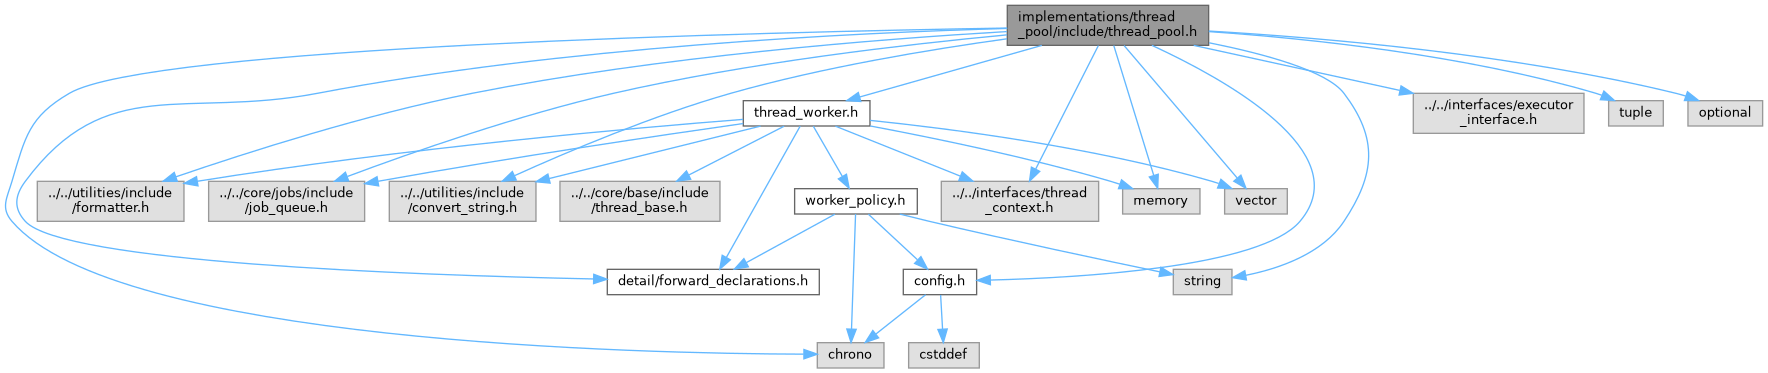 implementations/thread
_pool/include/thread_pool.h
thread_worker.h
../../interfaces/executor
_interface.h
tuple
optional
../../utilities/include
/formatter.h
../../core/jobs/include
/job_queue.h
../../utilities/include
/convert_string.h
../../core/base/include
/thread_base.h
worker_policy.h
../../interfaces/thread
_context.h
memory
vector
detail/forward_declarations.h
config.h
string
chrono
cstddef